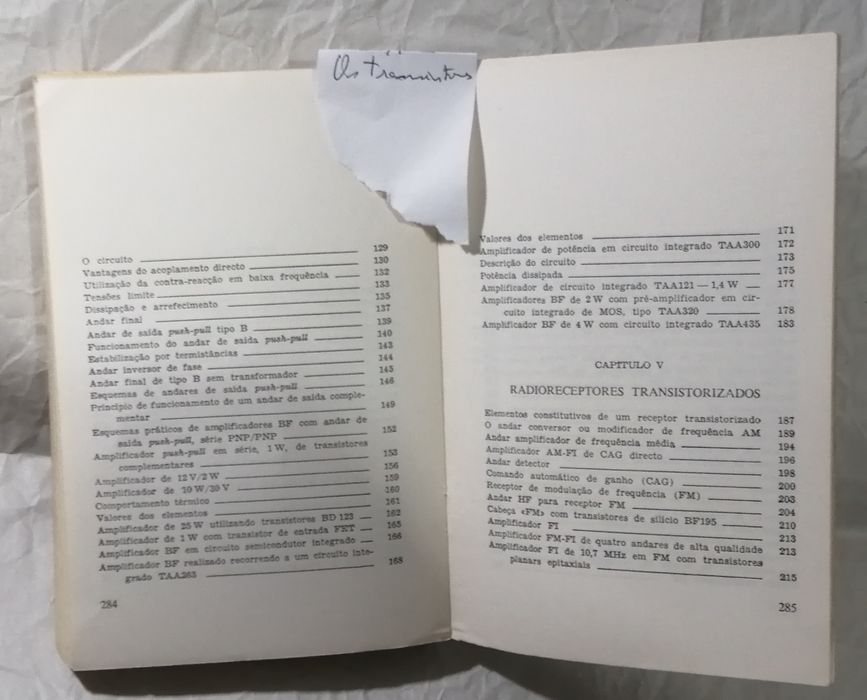 Os transistores
O circuito 129
Vantagens do acoplamento directo 130
Utilização da contra-reacção em baixa frequência 132
Tensões limite 133
Dissipação e arrefecimento 135
Andar final 137
Andar de saída push-pull tipo B 139
Funcionamento do andar de saída push-pull 140
Estabilização por termistâncias 143
Andar inversor de fase 144
Andar final de tipo B sem transformador 145
Esquemas de andares de saída push-pull 146
Princípio de funcionamento de um andar de saída comple-
mentar 149
Esquemas práticos de amplificadores BF com andar de
saída push-pull, série PNP/PNP 152
Amplificador push-pull em série, 1 W, de transistores
complementares 153
Amplificador de 12 V/2 W 156
Amplificador de 10 W/30 V 159
Comportamento térmico 160
Valores dos elementos 161
Amplificador de 25 W utilizando transistores BD 123 162
Amplificador de 1 W com transistor de entrada FET 165
Amplificador BF em circuito semicondutor integrado 166
Amplificador BF realizado recorrendo a um circuito inte-
grado TAA263 168
284
Valores dos elementos 171
Amplificador de potência em circuito integrado TAA300 172
Descrição do circuito 173
Potência dissipada 175
Amplificador de circuito integrado TAA121 — 1,4 W 177
Amplificadores BF de 2 W com pré-amplificador em cir-
cuito integrado de MOS, tipo TAA320 178
Amplificador BF de 4 W com circuito integrado TAA435 183
CAPÍTULO V
RADIORECEPTORES TRANSISTORIZADOS
Elementos constitutivos de um receptor transistorizado 187
O andar conversor ou modificador de frequência AM 189
Andar amplificador de frequência média 194
Amplificador AM-FI de CAG directo 196
Andar detector 198
Comando automático de ganho (CAG) 200
Receptor de modulação de frequência (FM) 203
Andar HF para receptor FM 204
Cabeça «FM» com transistores de silício BF195 210
Amplificador FI 213
Amplificador FM-FI de quatro andares de alta qualidade 213
Amplificador FI de 10,7 MHz em FM com transistores
planars epitaxiais 215
285